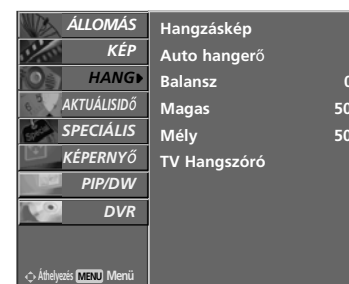 ÁLLOMÁS
KÉP
HANG
AKTUÁLISIDŐ
SPECIÁLIS
KÉPERNYŐ
PIP/DW
DVR
Áthelyezés MENU Menü
Hangzáskép
Auto hangerő
Balansz 0
Magas 50
Mély 50
TV Hangszóró